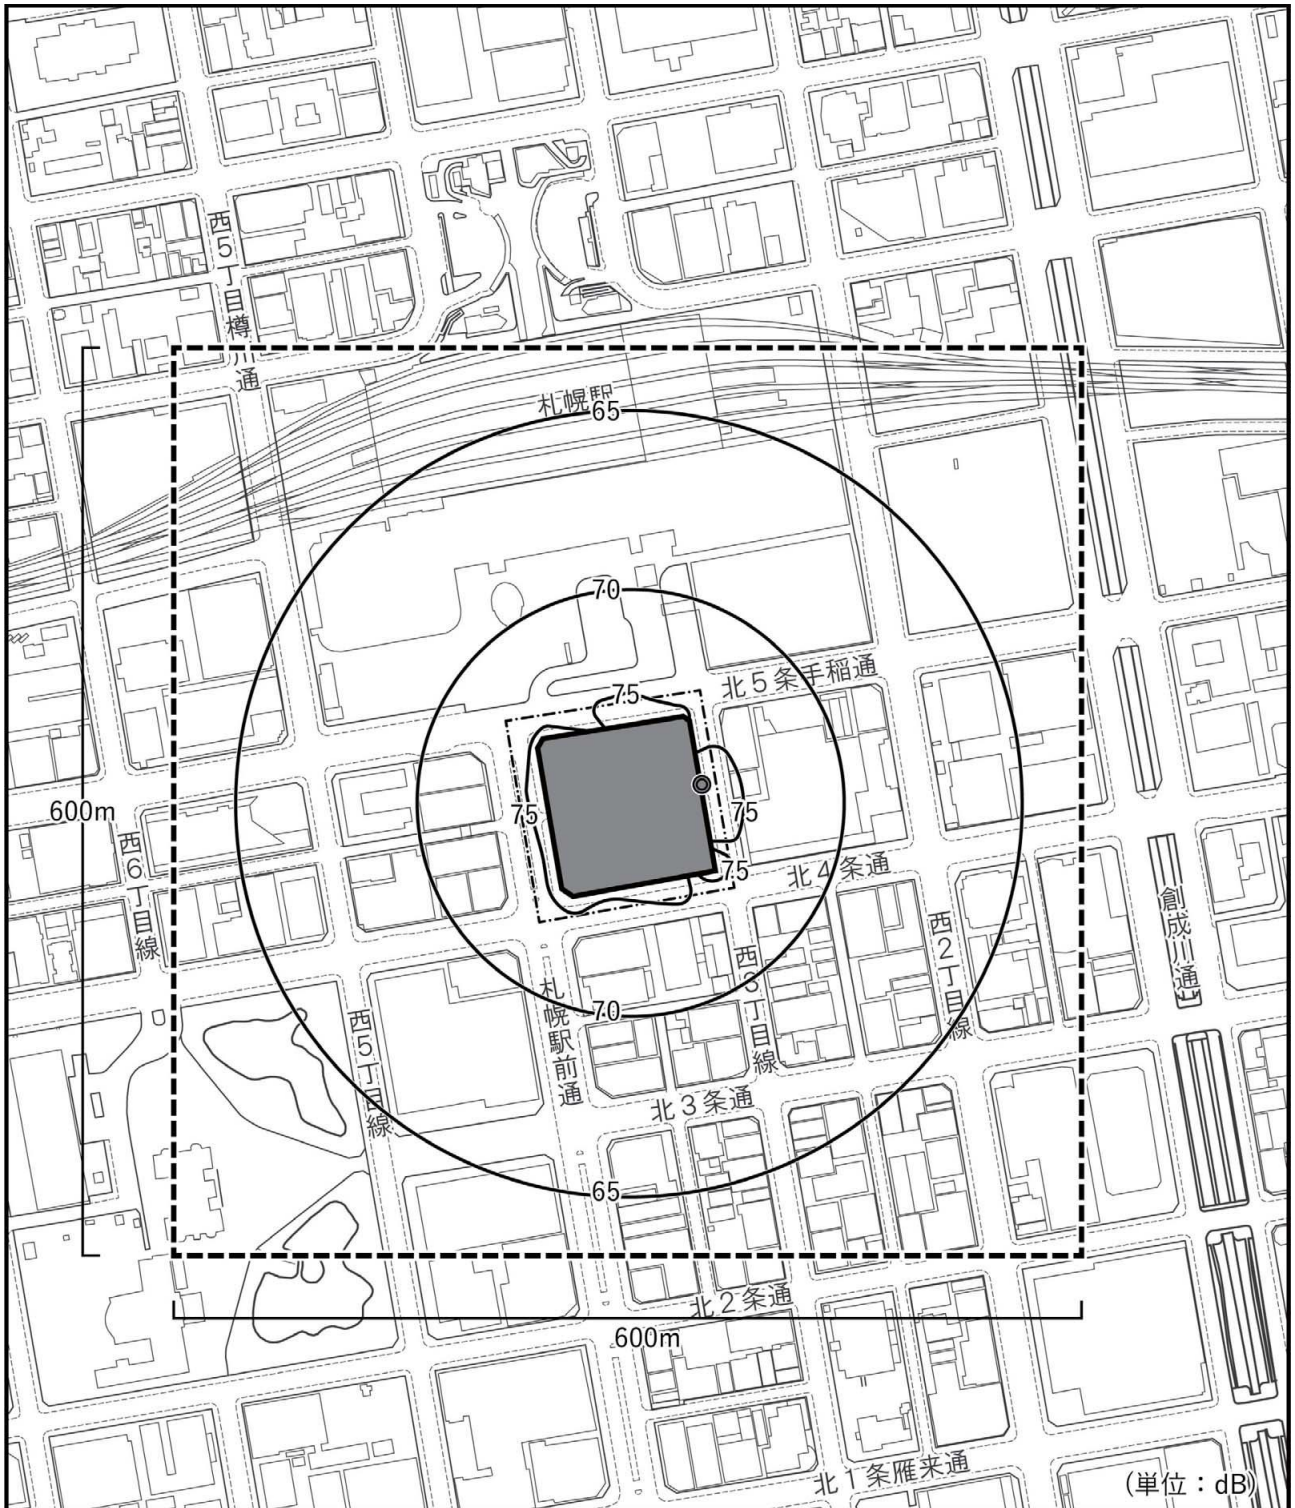 西5丁目樽川通
札幌駅
65
70
75
北5条手稲通
600m
75
75
75
北4条通
西6丁目線
西2丁目線
創成川通
西3丁目線
札幌駅前通
70
西5丁目線
北3条通
65
北2条通
600m
北1条雁来通
(単位：dB)